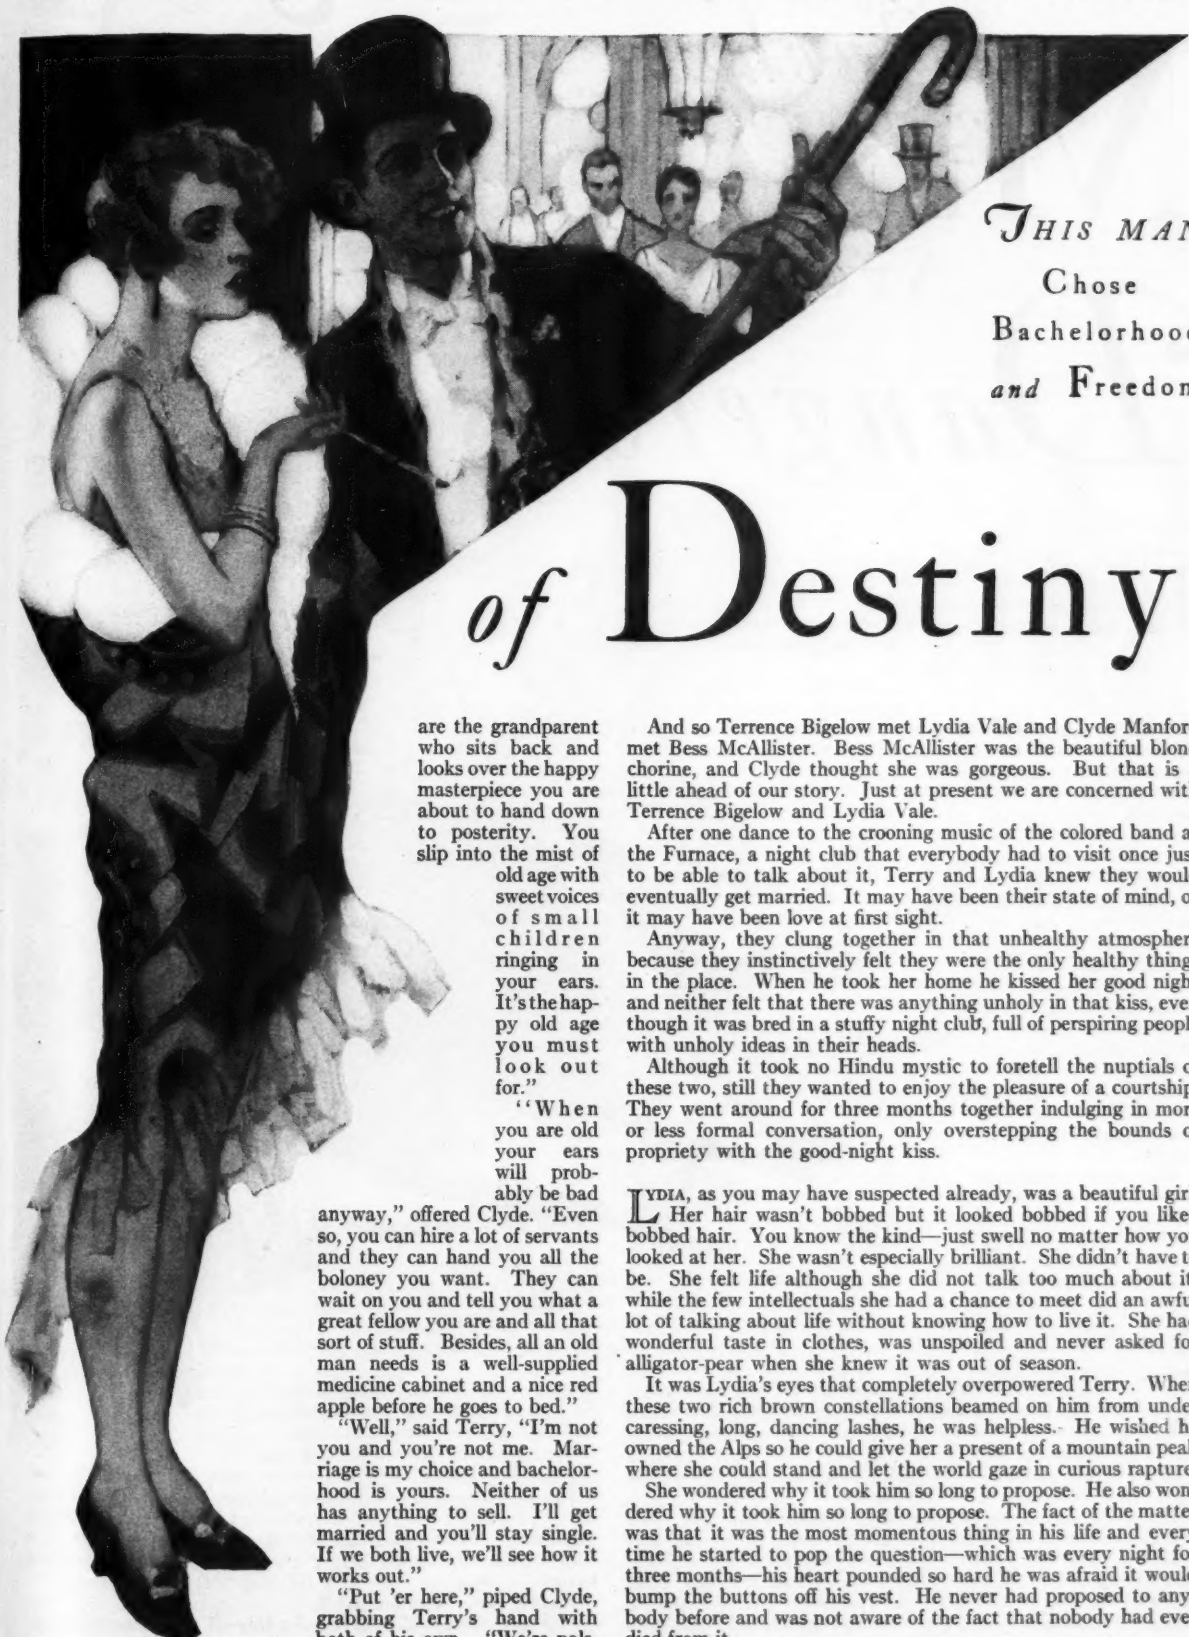 THIS MAN
Chose
Bachelorhood
and Freedom
of Destiny
are the grandparent
who sits back and
looks over the happy
masterpiece you are
about to hand down
to posterity. You
slip into the mist of
old age with
sweet voices
of small
children
ringing in
your ears.
It's the hap-
py old age
you must
look out
for."
"When
you are old
your ears
will prob-
ably be bad
anyway," offered Clyde. "Even
so, you can hire a lot of servants
and they can hand you all the
boloney you want. They can
wait on you and tell you what a
great fellow you are and all that
sort of stuff. Besides, all an old
man needs is a well-supplied
medicine cabinet and a nice red
apple before he goes to bed."
"Well," said Terry, "I'm not
you and you're not me. Mar-
riage is my choice and bachelor-
hood is yours. Neither of us
has anything to sell. I'll get
married and you'll stay single.
If we both live, we'll see how it
works out."
"Put 'er here," piped Clyde,
grabbing Terry's hand with
both of his own. "We're pals
And so Terrence Bigelow met Lydia Vale and Clyde Manfor
met Bess McAllister. Bess McAllister was the beautiful blon
chorine, and Clyde thought she was gorgeous. But that is
little ahead of our story. Just at present we are concerned wit
Terrence Bigelow and Lydia Vale.
After one dance to the crooning music of the colored band a
the Furnace, a night club that everybody had to visit once jus
to be able to talk about it, Terry and Lydia knew they woul
eventually get married. It may have been their state of mind, o
it may have been love at first sight.
Anyway, they clung together in that unhealthy atmospher
because they instinctively felt they were the only healthy thing
in the place. When he took her home he kissed her good nigh
and neither felt that there was anything unholy in that kiss, eve
though it was bred in a stuffy night club, full of perspiring peopl
with unholy ideas in their heads.
Although it took no Hindu mystic to foretell the nuptials o
these two, still they wanted to enjoy the pleasure of a courtship
They went around for three months together indulging in mor
or less formal conversation, only overstepping the bounds o
propriety with the good-night kiss.
LYDIA, as you may have suspected already, was a beautiful gir
Her hair wasn't bobbed but it looked bobbed if you like
bobbed hair. You know the kind—just swell no matter how yo
looked at her. She wasn't especially brilliant. She didn't have t
be. She felt life although she did not talk too much about it
while the few intellectuals she had a chance to meet did an awfu
lot of talking about life without knowing how to live it. She ha
wonderful taste in clothes, was unspoiled and never asked fo
alligator-pear when she knew it was out of season.
It was Lydia's eyes that completely overpowered Terry. Whe
these two rich brown constellations beamed on him from unde
caressing, long, dancing lashes, he was helpless. He wished h
owned the Alps so he could give her a present of a mountain peak
where she could stand and let the world gaze in curious rapture
She wondered why it took him so long to propose. He also won
dered why it took him so long to propose. The fact of the matte
was that it was the most momentous thing in his life and every
time he started to pop the question—which was every night fo
three months—his heart pounded so hard he was afraid it woul
bump the buttons off his vest. He never had proposed to any
body before and was not aware of the fact that nobody had eve
died from it.